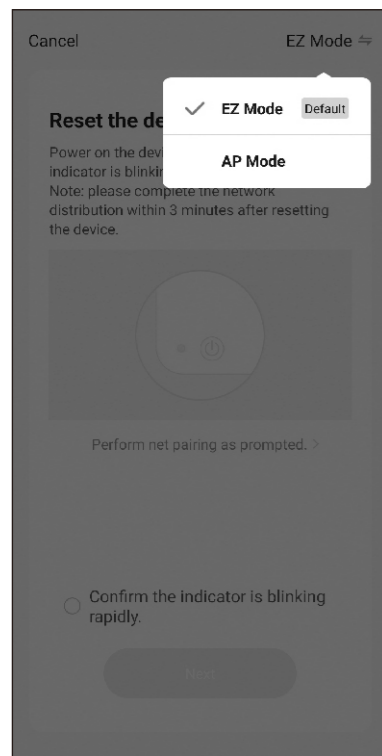 Cancel EZ Mode
EZ Mode Default
AP Mode
Reset the de
Power on the devi
indicator is blinkin
Note: please complete the network
distribution within 3 minutes after resetting
the device.
Perform net pairing as prompted. >
Confirm the indicator is blinking
rapidly.
Next